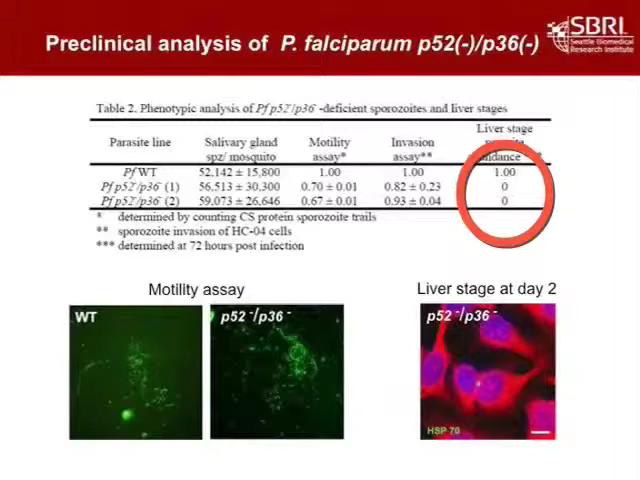 Preclinical analysis of P. falciparum p52(-)/p36(-)
SBRI
Seattle Biomedical
Research Institute
Table 2. Phenotypic analysis of Pf p52⁻/p36⁻ -deficient sporozoites and liver stages
Parasite line Salivary gland spz/ mosquito Motility assay* Invasion assay** Liver stage
Pf WT 52,142 ± 15,800 1.00 1.00 1.00
Pf p52⁻/p36⁻ (1) 56,513 ± 30,300 0.70 ± 0.01 0.82 ± 0.23 0
Pf p52⁻/p36⁻ (2) 59,073 ± 26,646 0.67 ± 0.01 0.93 ± 0.04 0
* determined by counting CS protein sporozoite trails
** sporozoite invasion of HC-04 cells
*** determined at 72 hours post infection
Motility assay
Liver stage at day 2
WT
p52⁻/p36⁻
p52⁻/p36⁻
HSP 70